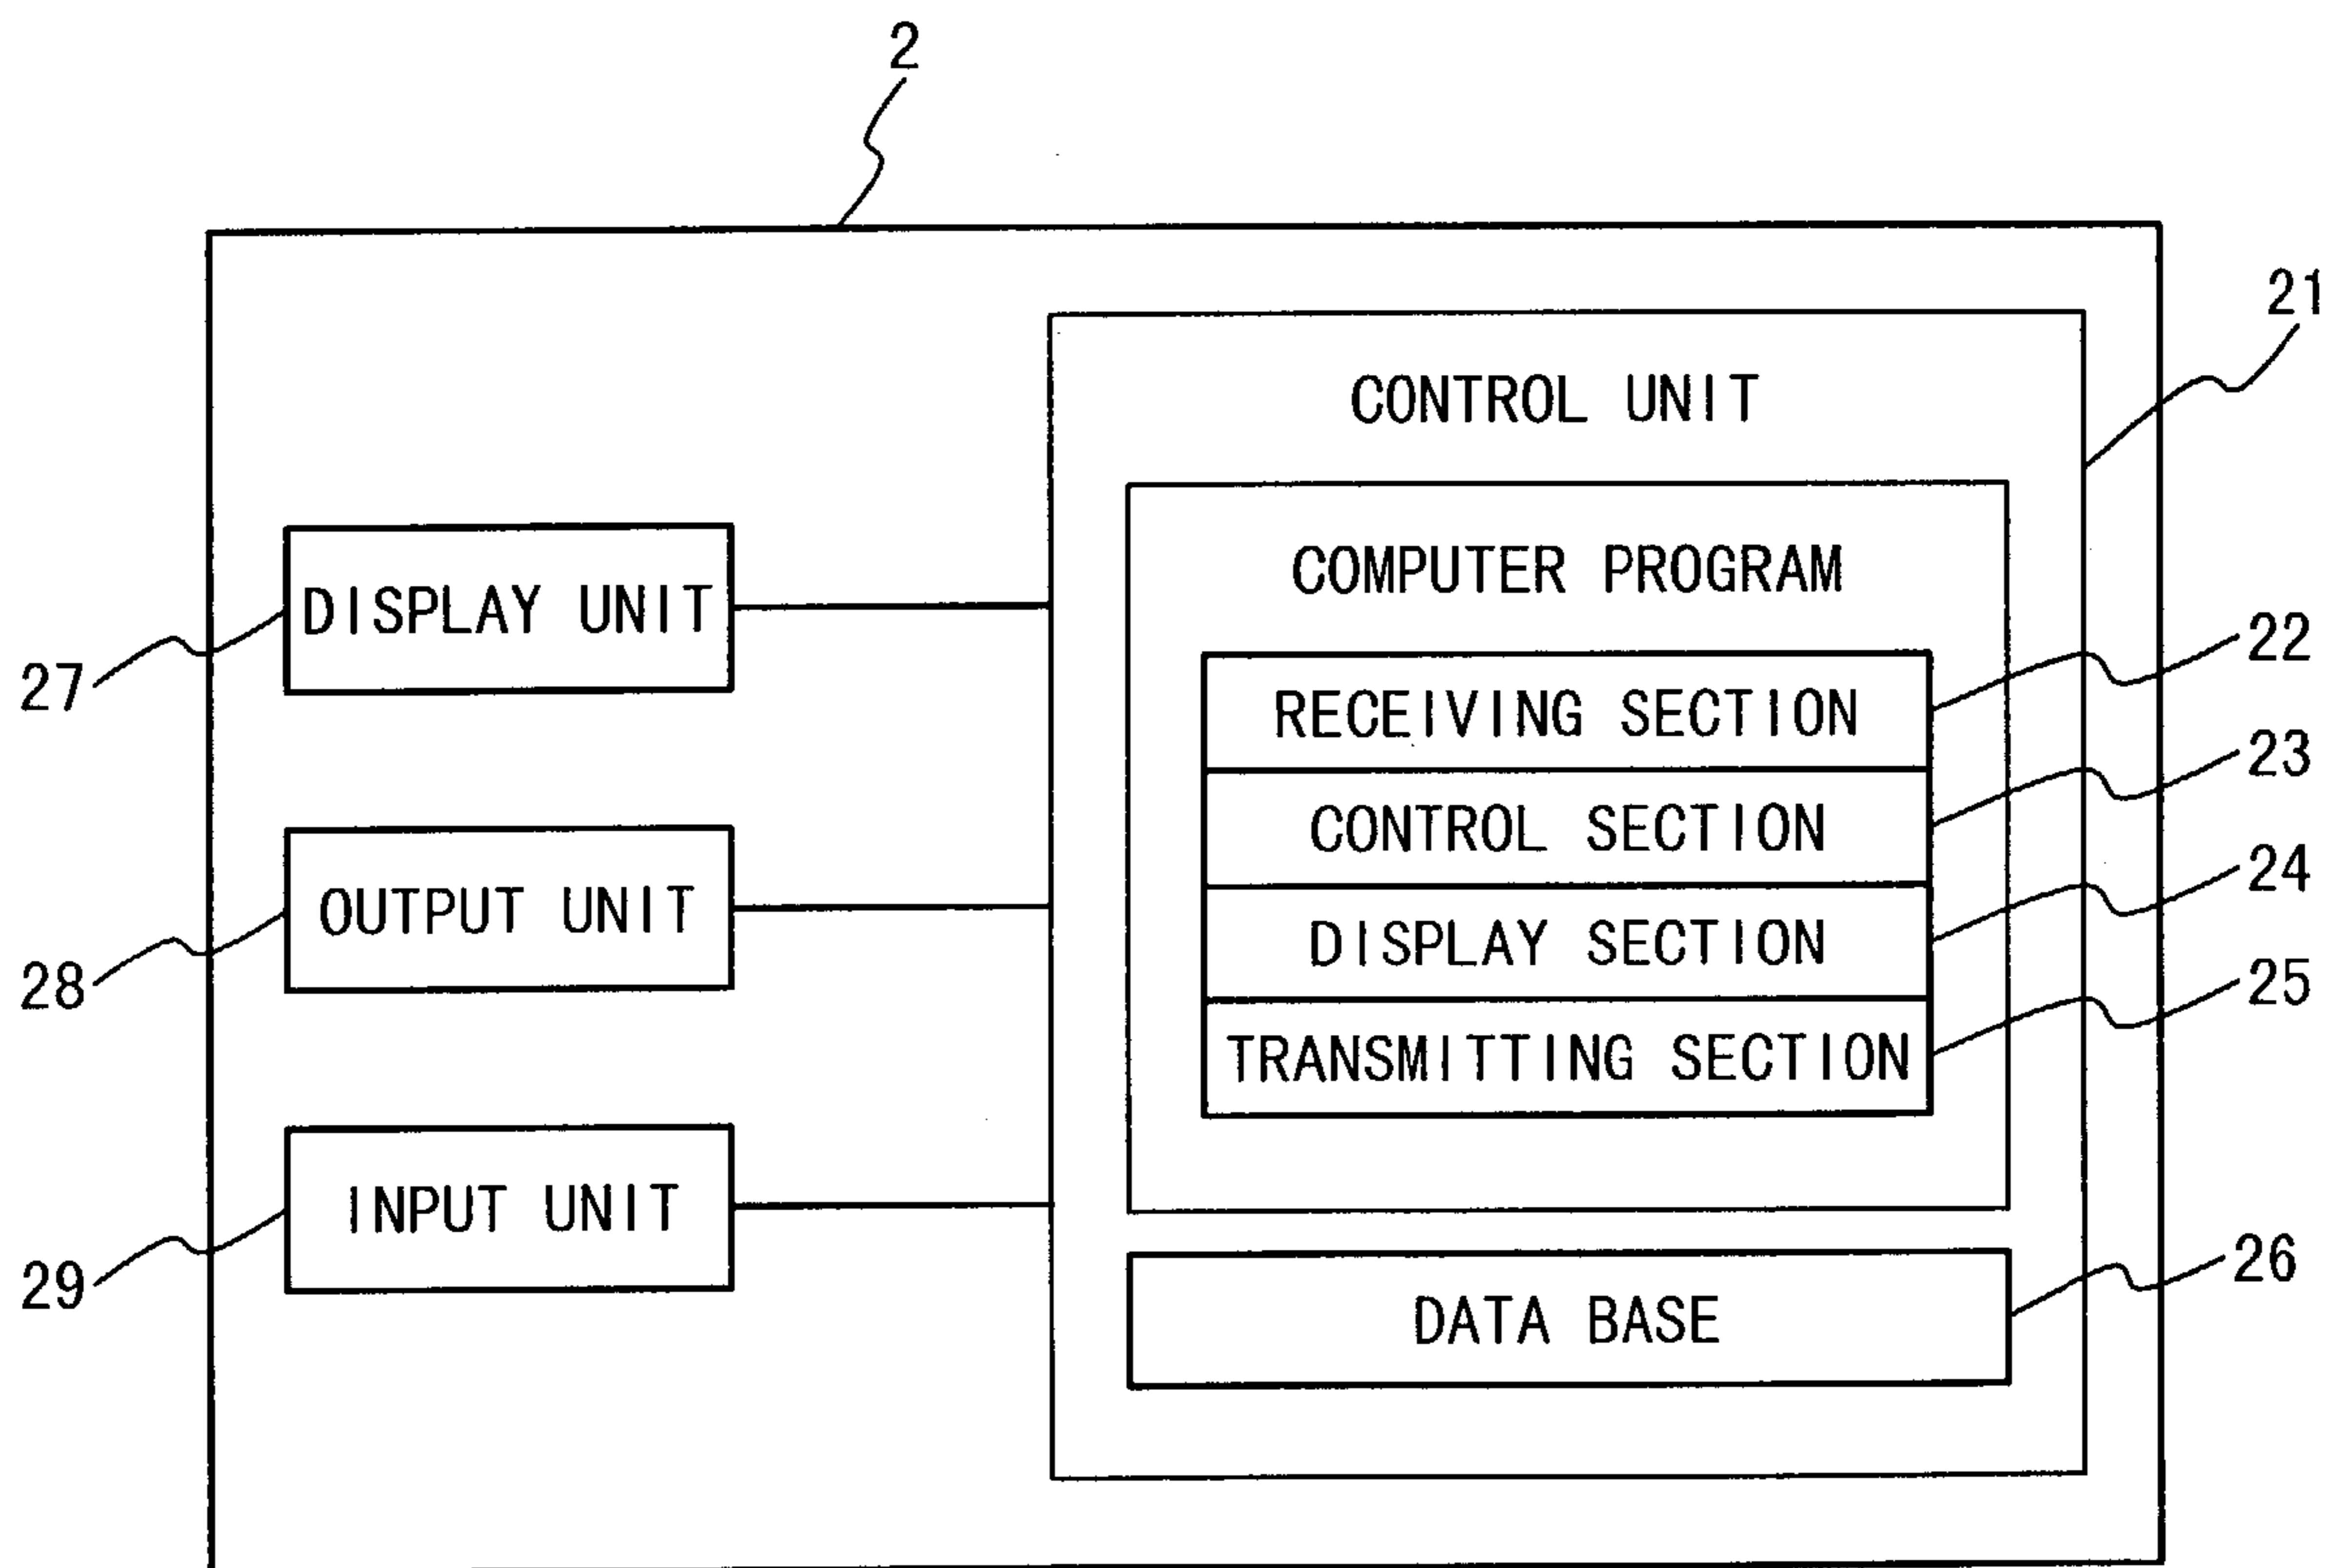 2
21
CONTROL UNIT
COMPUTER PROGRAM
DISPLAY UNIT
27
RECEIVING SECTION
22
CONTROL SECTION
23
OUTPUT UNIT
28
DISPLAY SECTION
24
TRANSMITTING SECTION
25
INPUT UNIT
29
DATA BASE
26